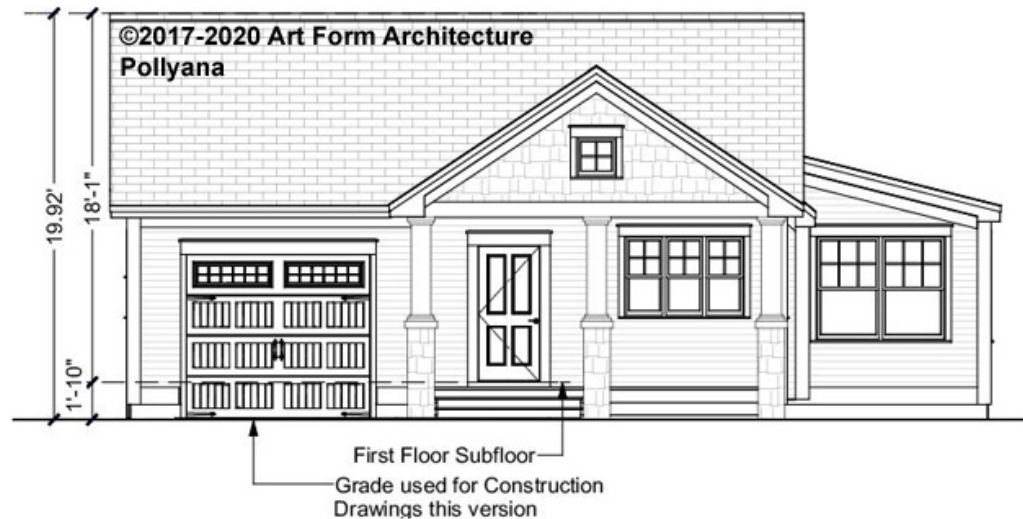 ©2017-2020 Art Form Architecture
Pollyana
19.92'
18'-1"
1'-10"
First Floor Subfloor
Grade used for Construction
Drawings this version